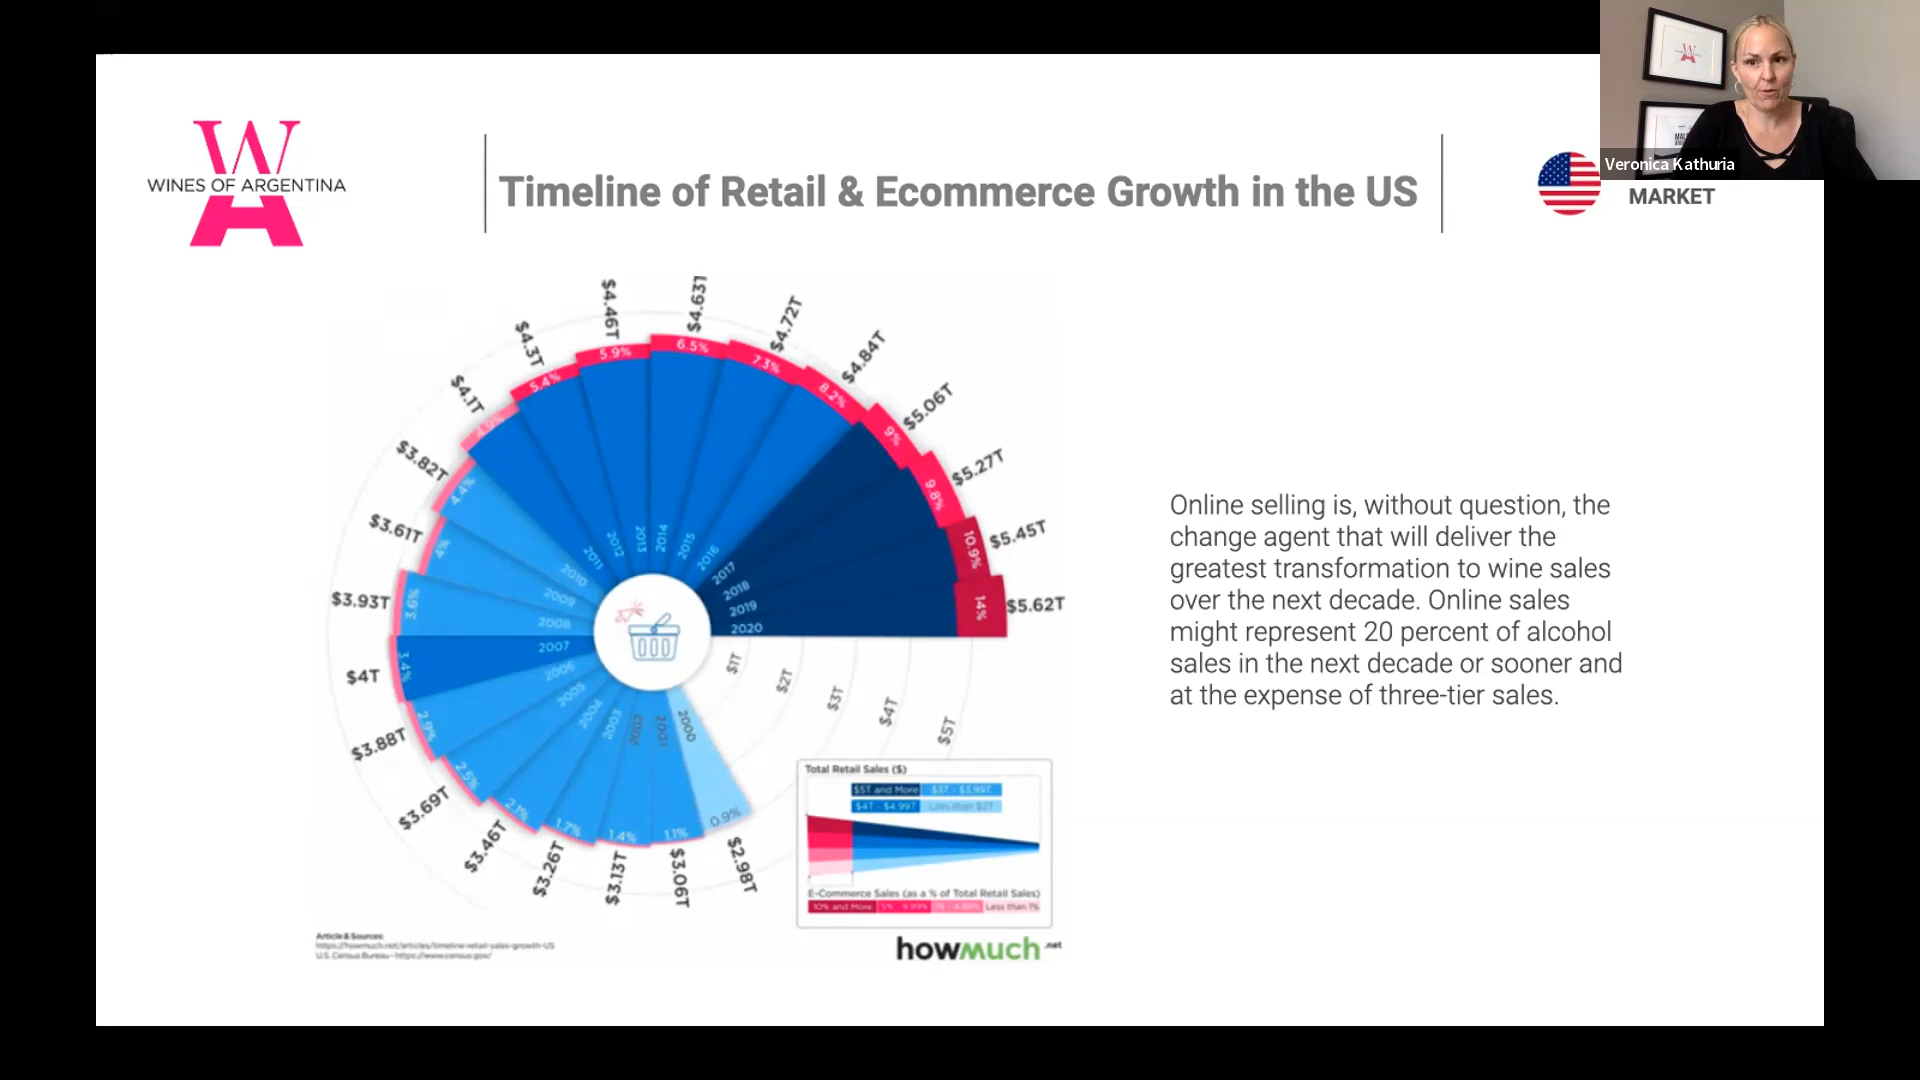 WINES OF ARGENTINA
Timeline of Retail & Ecommerce Growth in the US
MARKET
Veronica Kathuria
$2.98T 0.9% 2000
$3.06T 1.1% 2001
$3.13T 1.4% 2002
$3.26T 1.7% 2003
$3.46T 2.1% 2004
$3.69T 2.5% 2005
$3.88T 2.9% 2006
$4T 3.4% 2007
$3.93T 3.6% 2008
$3.61T 4% 2009
$3.82T 4.4% 2010
$4.1T 4.9% 2011
$4.3T 5.4% 2012
$4.46T 5.9% 2013
$4.63T 6.5% 2014
$4.72T 7.3% 2015
$4.84T 8.2% 2016
$5.06T 9% 2017
$5.27T 9.8% 2018
$5.45T 10.9% 2019
$5.62T 14% 2020
$1T $2T $3T $4T $5T
Total Retail Sales ($)
$5T and More $3T - $3.99T
$4T - $4.99T Less than $2T
E-Commerce Sales (as a % of Total Retail Sales)
10% and More 5% - 9.99% Less than 1%
Article & Sources:
https://howmuch.net/articles/timeline-retail-sales-growth-US
U.S. Census Bureau - https://www.census.gov/
howmuch.net
Online selling is, without question, the
change agent that will deliver the
greatest transformation to wine sales
over the next decade. Online sales
might represent 20 percent of alcohol
sales in the next decade or sooner and
at the expense of three-tier sales.